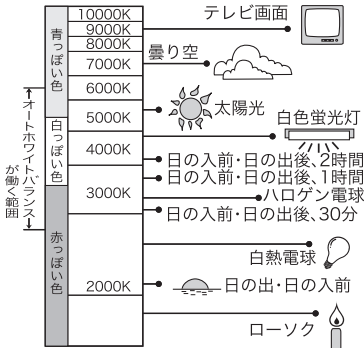 10000K
9000K
8000K
7000K
6000K
5000K
4000K
3000K
2000K
青っぽい色
白っぽい色
赤っぽい色
オートホワイトバランス
が働く範囲
テレビ画面
曇り空
太陽光
白色蛍光灯
日の入前・日の出後、2時間
日の入前・日の出後、1時間
ハロゲン電球
日の入前・日の出後、30分
白熱電球
日の出・日の入前
ローソク